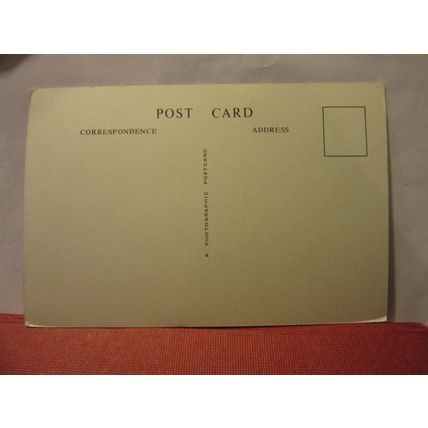 POST CARD
CORRESPONDENCE
ADDRESS
A PHOTOGRAPHIC POSTCARD